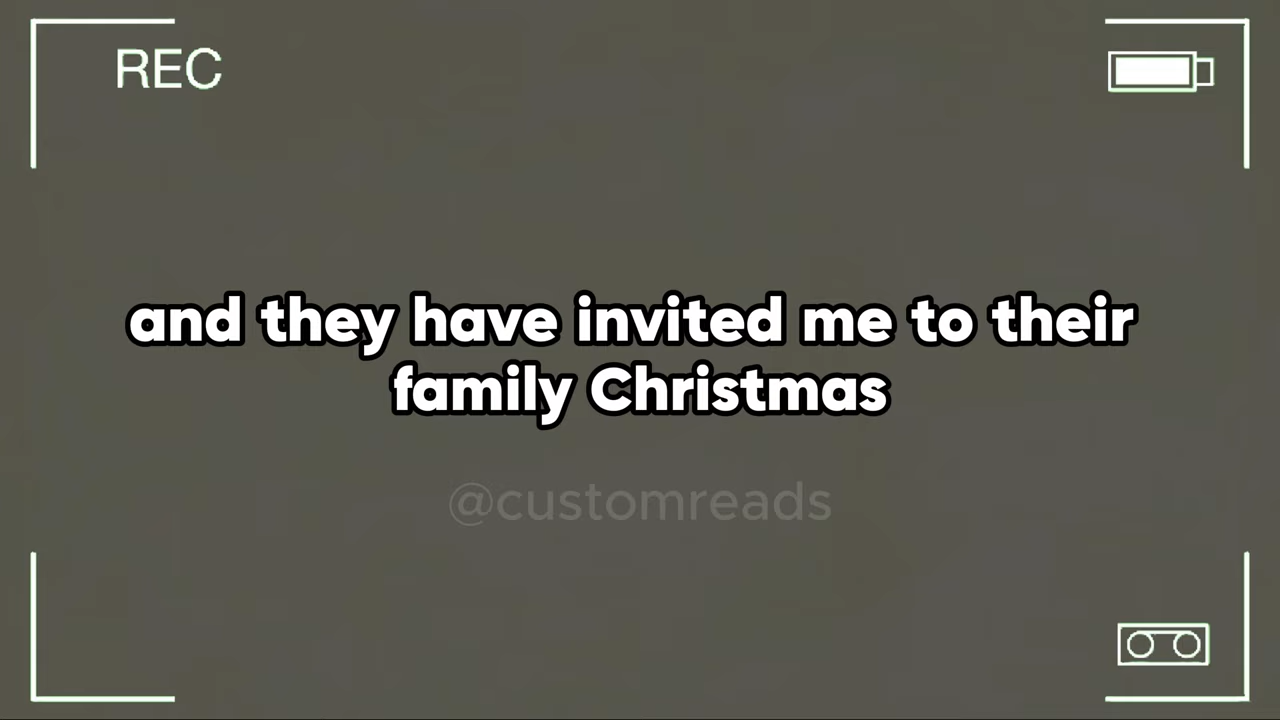 REC
and they have invited me to their
family Christmas
@customreads